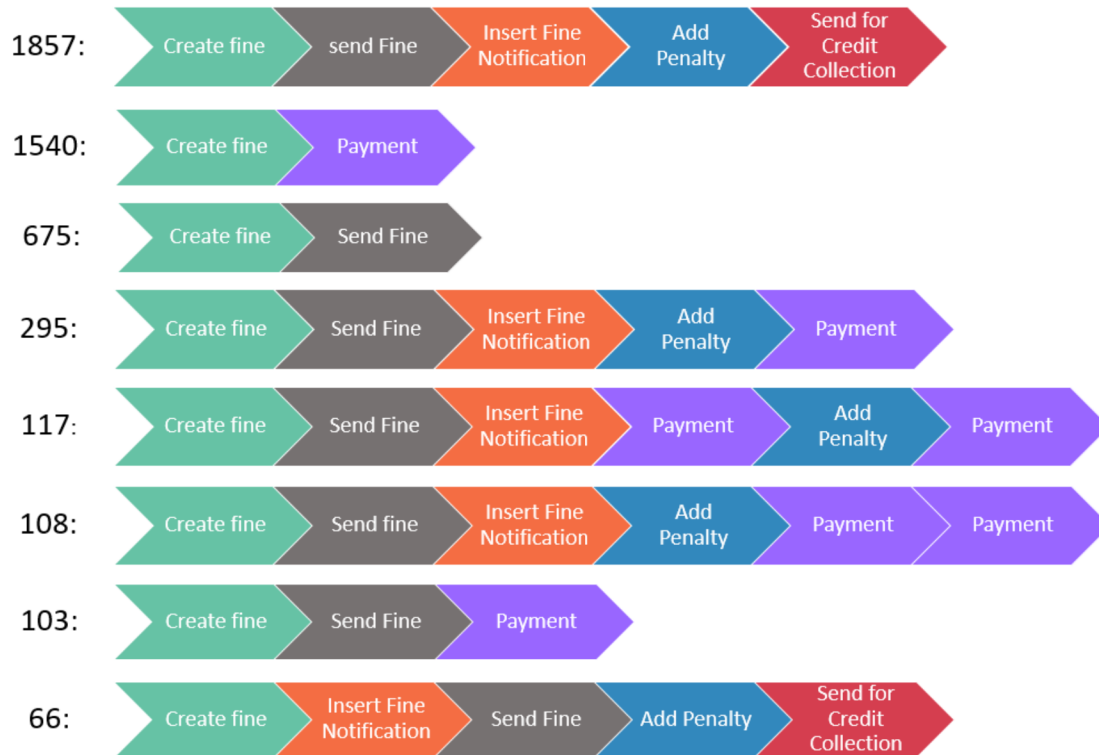 1857:
Create fine
send Fine
Insert Fine
Notification
Add
Penalty
Send for
Credit
Collection
1540:
Create fine
Payment
675:
Create fine
Send Fine
295:
Create fine
Send Fine
Insert Fine
Notification
Add
Penalty
Payment
117:
Create fine
Send Fine
Insert Fine
Notification
Payment
Add
Penalty
Payment
108:
Create fine
Send fine
Insert Fine
Notification
Add
Penalty
Payment
Payment
103:
Create fine
Send Fine
Payment
66:
Create fine
Insert Fine
Notification
Send Fine
Add Penalty
Send for
Credit
Collection